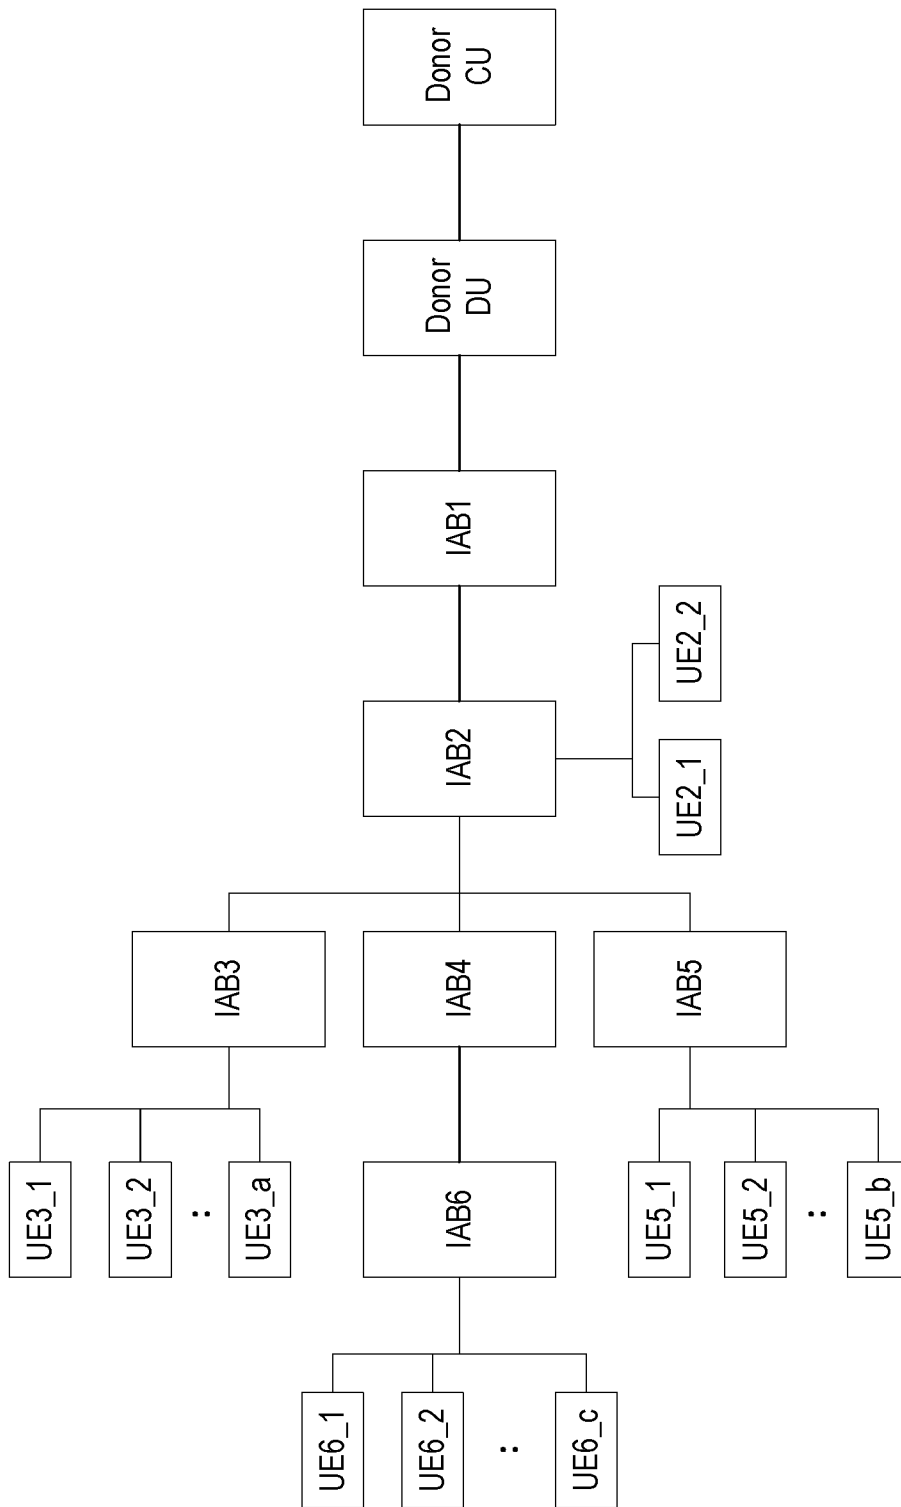 Donor
CU
Donor
DU
IAB1
IAB2
UE2_2
UE2_1
IAB3
IAB4
IAB5
UE3_1
UE3_2
:
UE3_a
IAB6
UE5_1
UE5_2
:
UE5_b
UE6_1
UE6_2
:
UE6_c